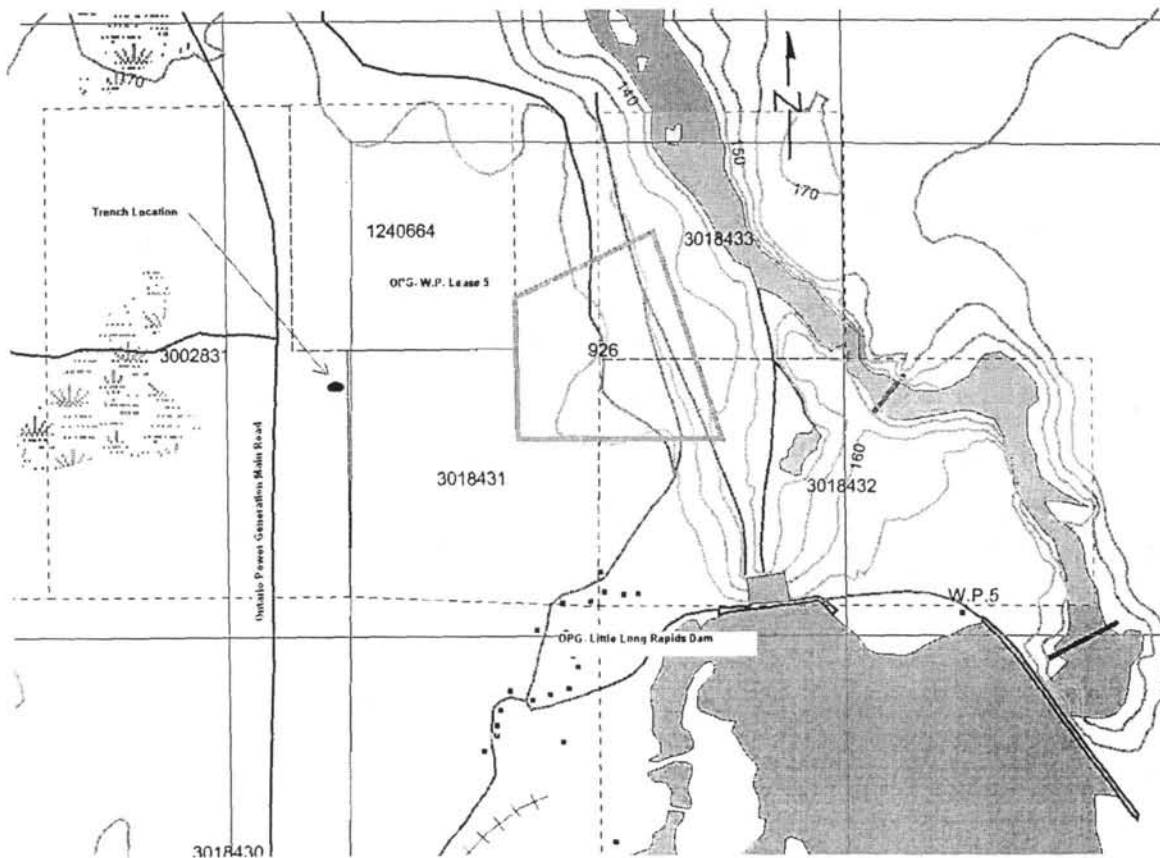 170
140
N
150
170
Trench Location
1240664
3018433
OPG- W.P. Lease 5
3002831
926
Ontario Power Generation Main Road
3018431
160
3018432
W.P.5
OPG- Little Long Rapids Dam
3018430